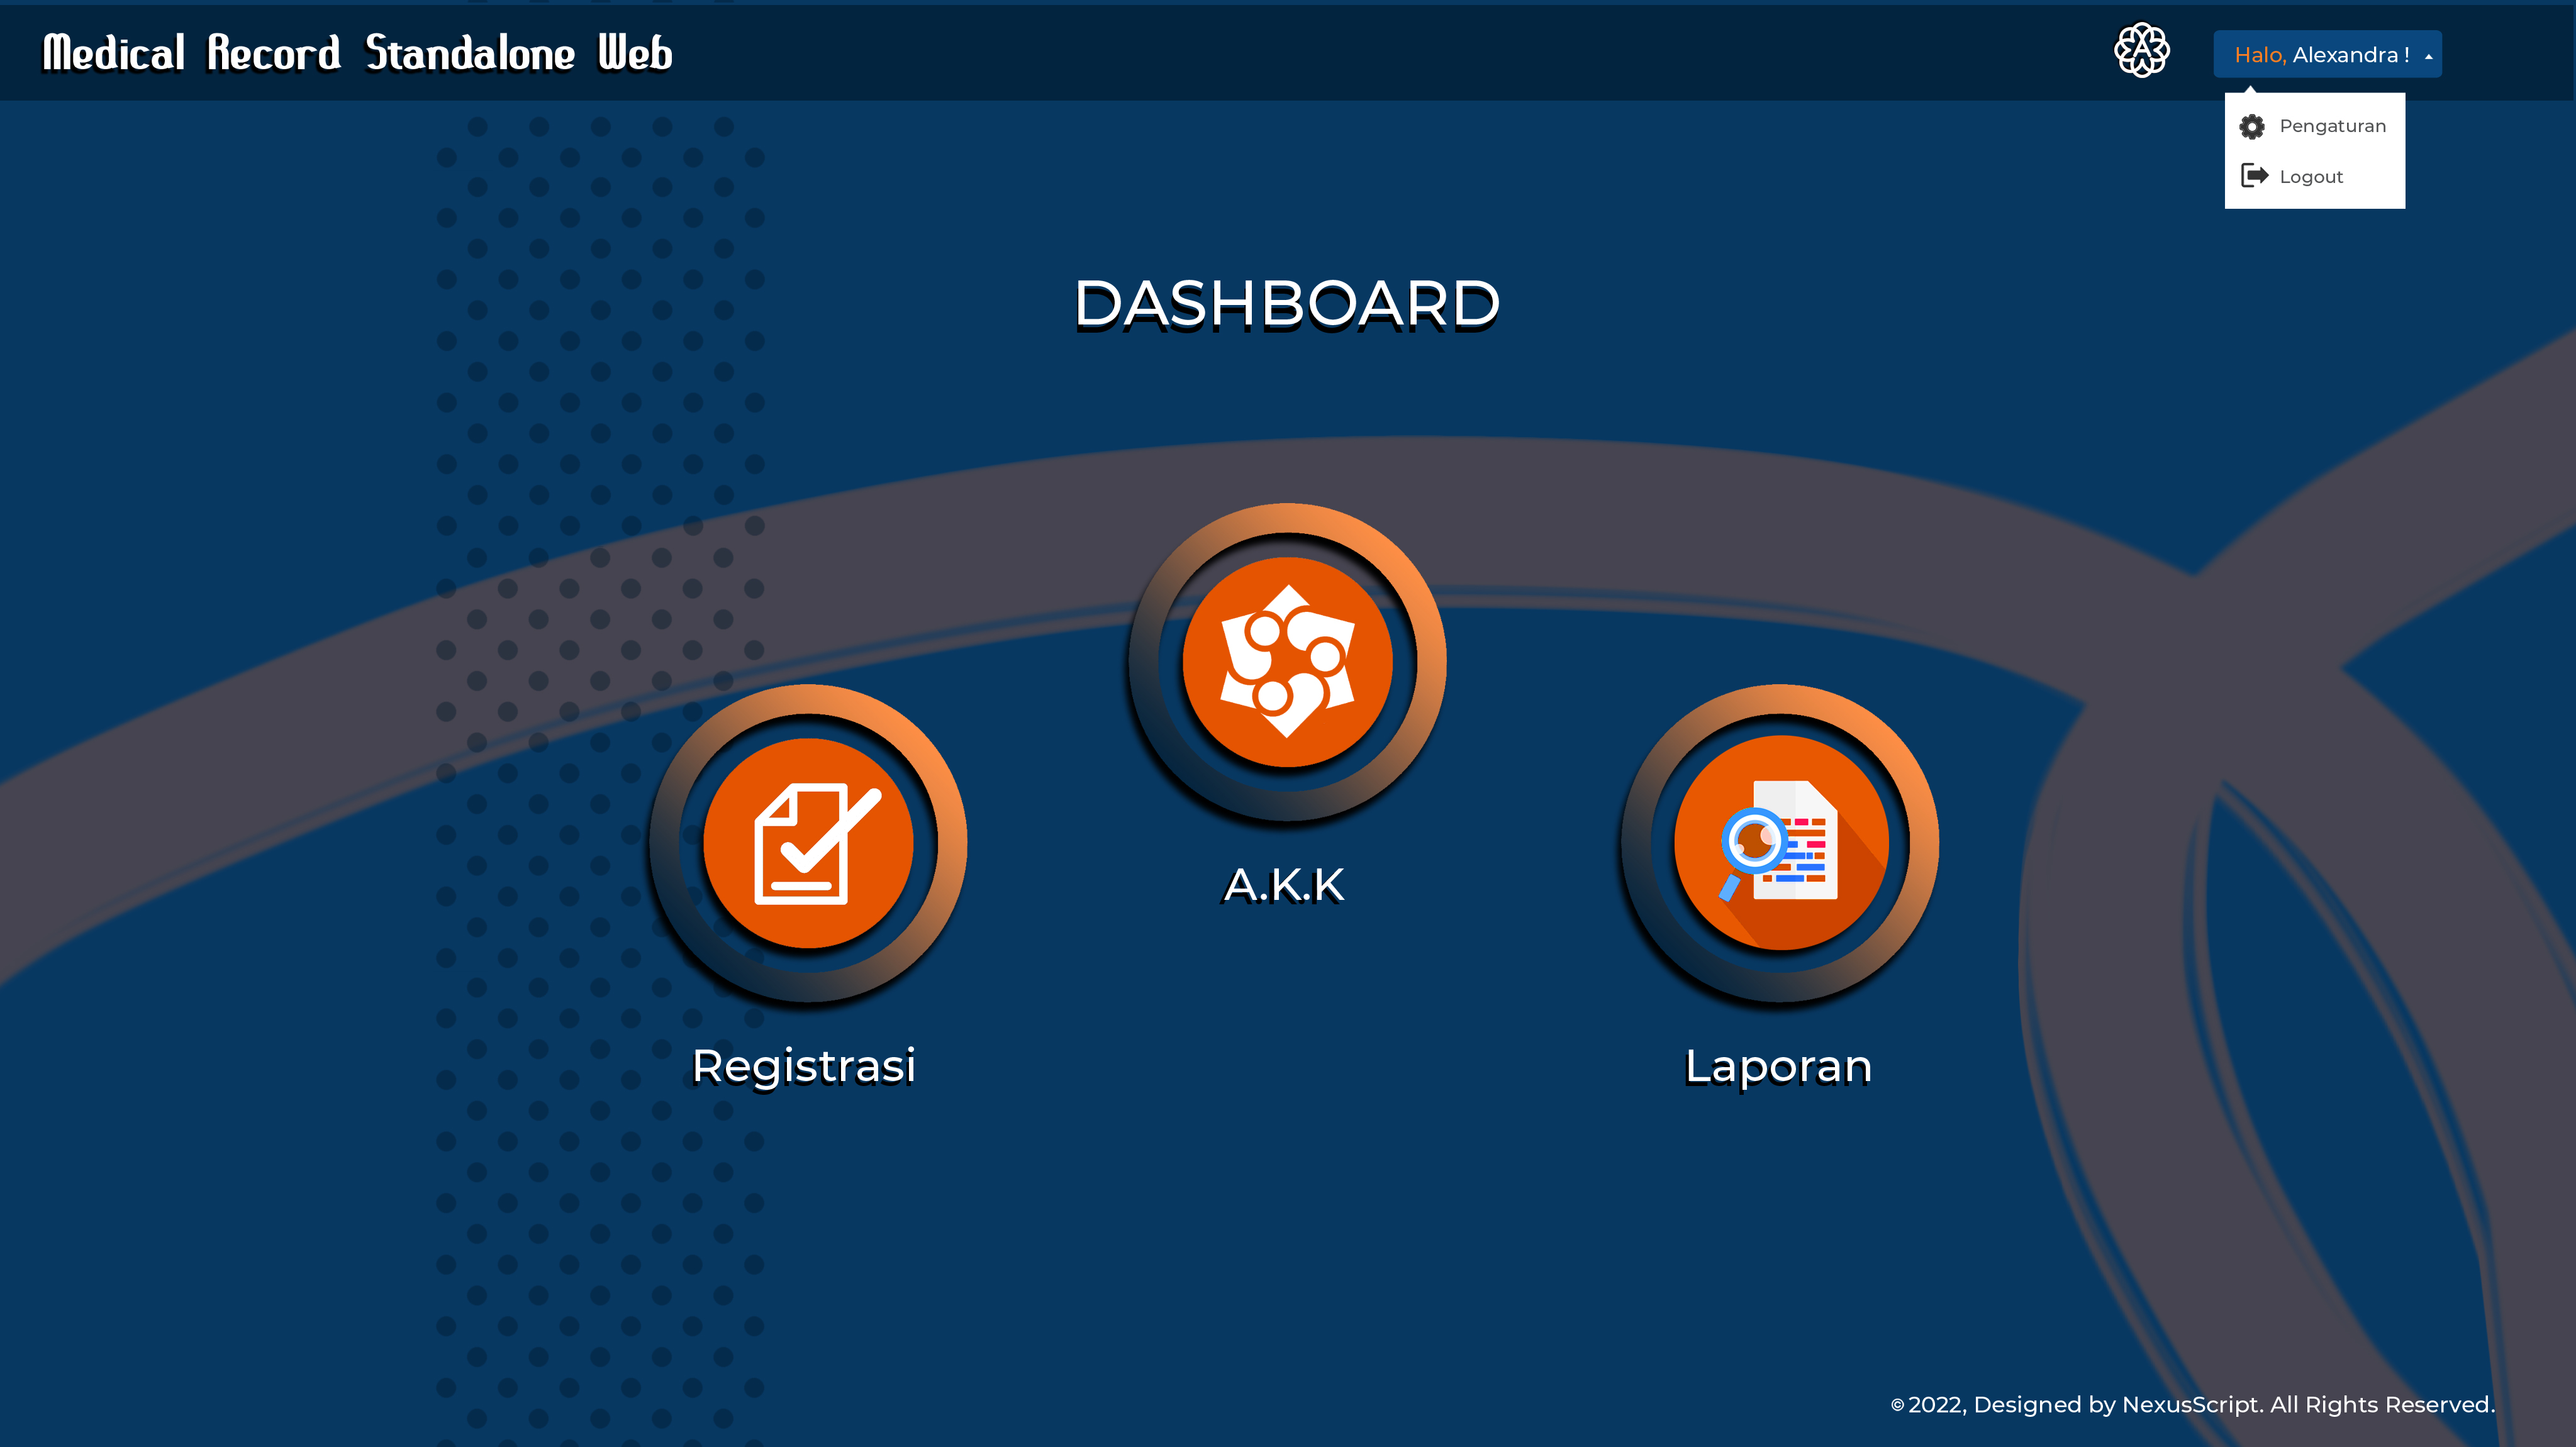 Medical Record Standalone Web
Halo, Alexandra !
Pengaturan
Logout
DASHBOARD
A.K.K
Registrasi
Laporan
© 2022, Designed by NexusScript. All Rights Reserved.